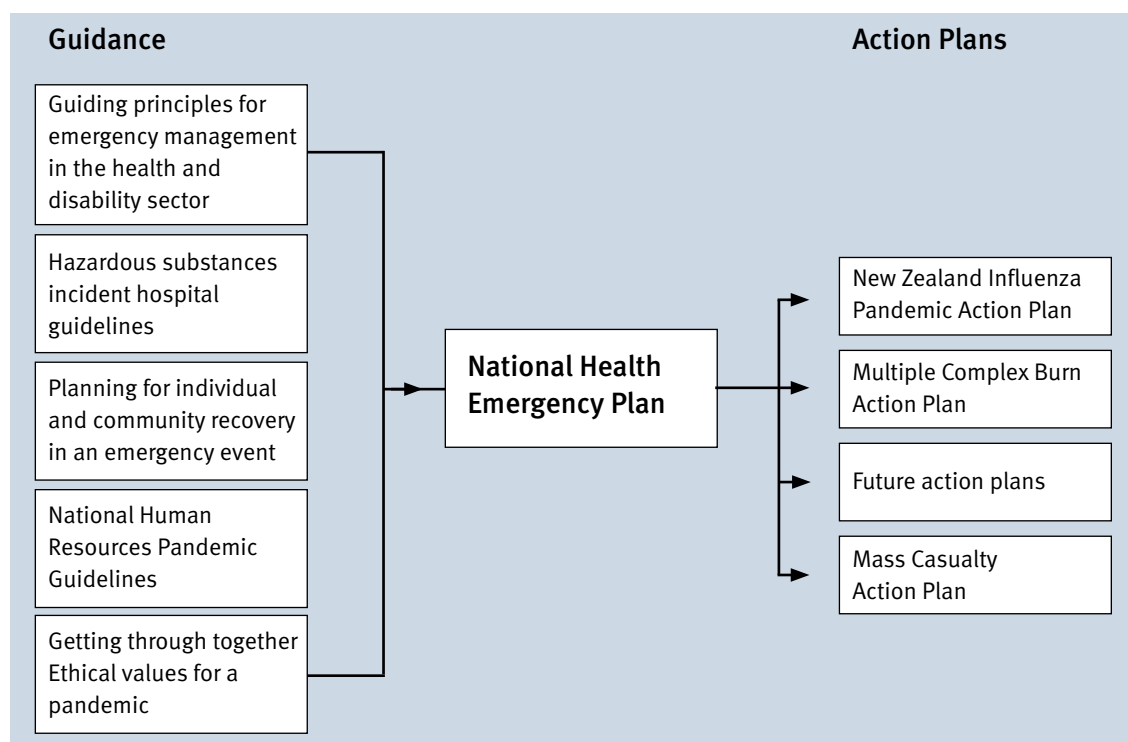 Guidance
Guiding principles for
emergency management
in the health and
disability sector
Hazardous substances
incident hospital
guidelines
Planning for individual
and community recovery
in an emergency event
National Human
Resources Pandemic
Guidelines
Getting through together
Ethical values for a
pandemic
National Health
Emergency Plan
Action Plans
New Zealand Influenza
Pandemic Action Plan
Multiple Complex Burn
Action Plan
Future action plans
Mass Casualty
Action Plan